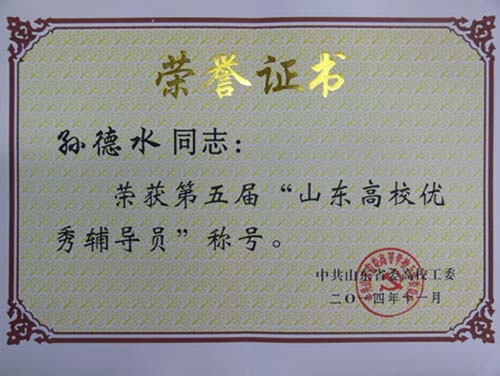 荣誉证书
孙德水同志：
荣获第五届“山东高校优
秀辅导员”称号。
中共山东省委高校工委
二〇一四年十一月